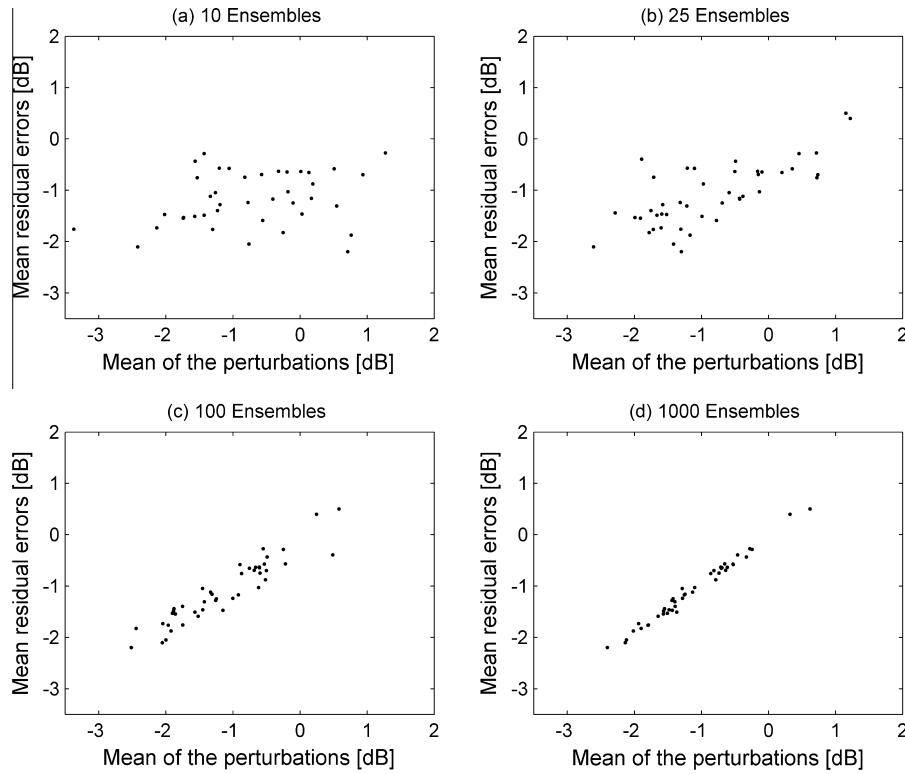 (a) 10 Ensembles
2
1
0
-1
-2
-3
Mean residual errors [dB]
-3 -2 -1 0 1 2
Mean of the perturbations [dB]
(b) 25 Ensembles
2
1
0
-1
-2
-3
Mean residual errors [dB]
-3 -2 -1 0 1 2
Mean of the perturbations [dB]
(c) 100 Ensembles
2
1
0
-1
-2
-3
Mean residual errors [dB]
-3 -2 -1 0 1 2
Mean of the perturbations [dB]
(d) 1000 Ensembles
2
1
0
-1
-2
-3
Mean residual errors [dB]
-3 -2 -1 0 1 2
Mean of the perturbations [dB]